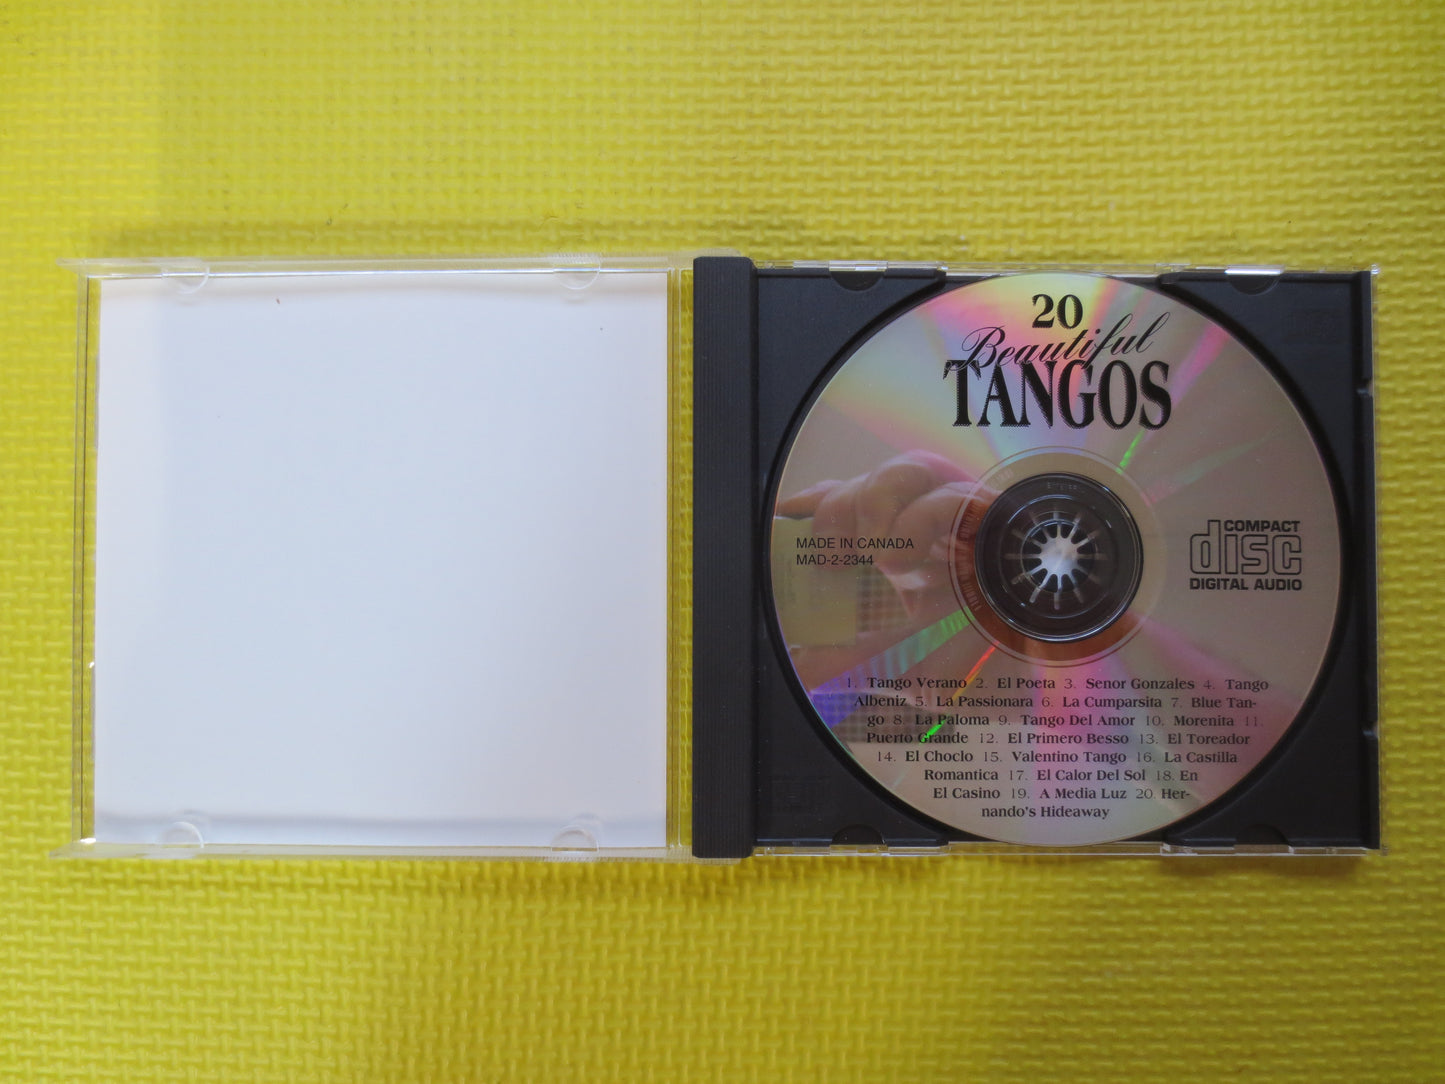 20
Beautiful
TANGOS
MADE IN CANADA
MAD-2-2344
COMPACT
disc
DIGITAL AUDIO
1. Tango Verano 2. El Poeta 3. Senor Gonzales 4. Tango
Albeniz 5. La Passionara 6. La Cumparsita 7. Blue Tan-
go 8. La Paloma 9. Tango Del Amor 10. Morenita 11.
Puerto Grande 12. El Primero Besso 13. El Toreador
14. El Choclo 15. Valentino Tango 16. La Castilla
Romantica 17. El Calor Del Sol 18. En
El Casino 19. A Media Luz 20. Her-
nando's Hideaway